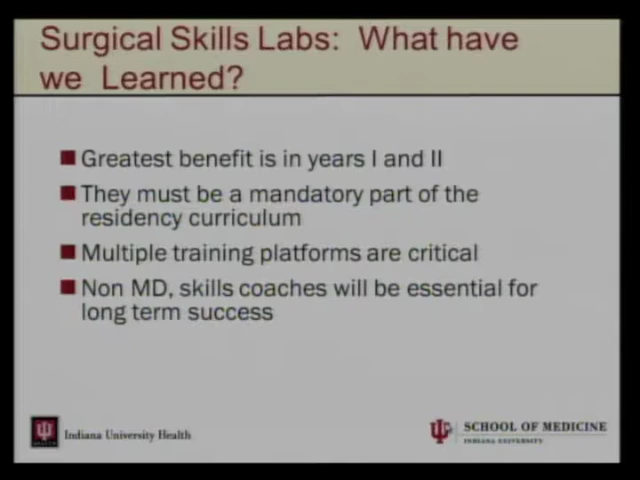 Surgical Skills Labs: What have
we Learned?
Greatest benefit is in years I and II
They must be a mandatory part of the
residency curriculum
Multiple training platforms are critical
Non MD, skills coaches will be essential for
long term success
Indiana University Health
SCHOOL OF MEDICINE
INDIANA UNIVERSITY